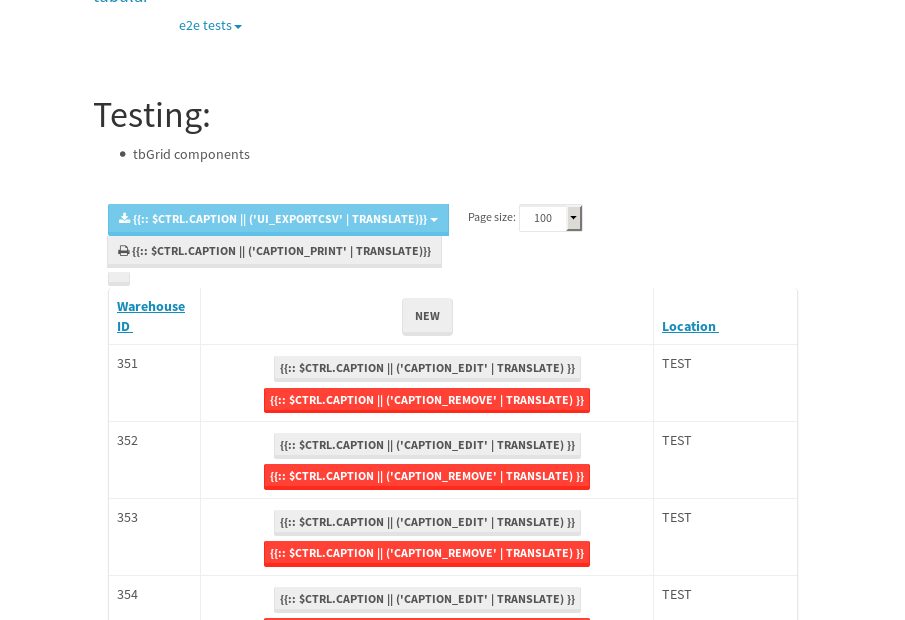 tabular
e2e tests
Testing:
tbGrid components
{{:: $CTRL.CAPTION || ('UI_EXPORTCSV' | TRANSLATE)}}
Page size: 100
{{:: $CTRL.CAPTION || ('CAPTION_PRINT' | TRANSLATE)}}
Warehouse
ID
NEW
Location
351
{{:: $CTRL.CAPTION || ('CAPTION_EDIT' | TRANSLATE) }}
TEST
{{:: $CTRL.CAPTION || ('CAPTION_REMOVE' | TRANSLATE) }}
352
{{:: $CTRL.CAPTION || ('CAPTION_EDIT' | TRANSLATE) }}
TEST
{{:: $CTRL.CAPTION || ('CAPTION_REMOVE' | TRANSLATE) }}
353
{{:: $CTRL.CAPTION || ('CAPTION_EDIT' | TRANSLATE) }}
TEST
{{:: $CTRL.CAPTION || ('CAPTION_REMOVE' | TRANSLATE) }}
354
{{:: $CTRL.CAPTION || ('CAPTION_EDIT' | TRANSLATE) }}
TEST